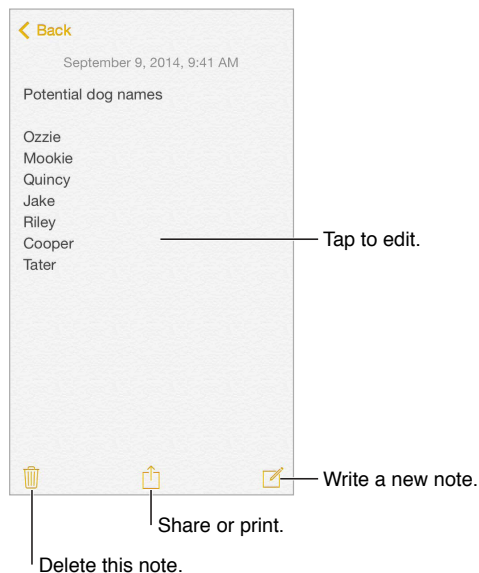 Back
September 9, 2014, 9:41 AM
Potential dog names
Ozzie
Mookie
Quincy
Jake
Riley
Cooper
Tater
Tap to edit.
Write a new note.
Share or print.
Delete this note.